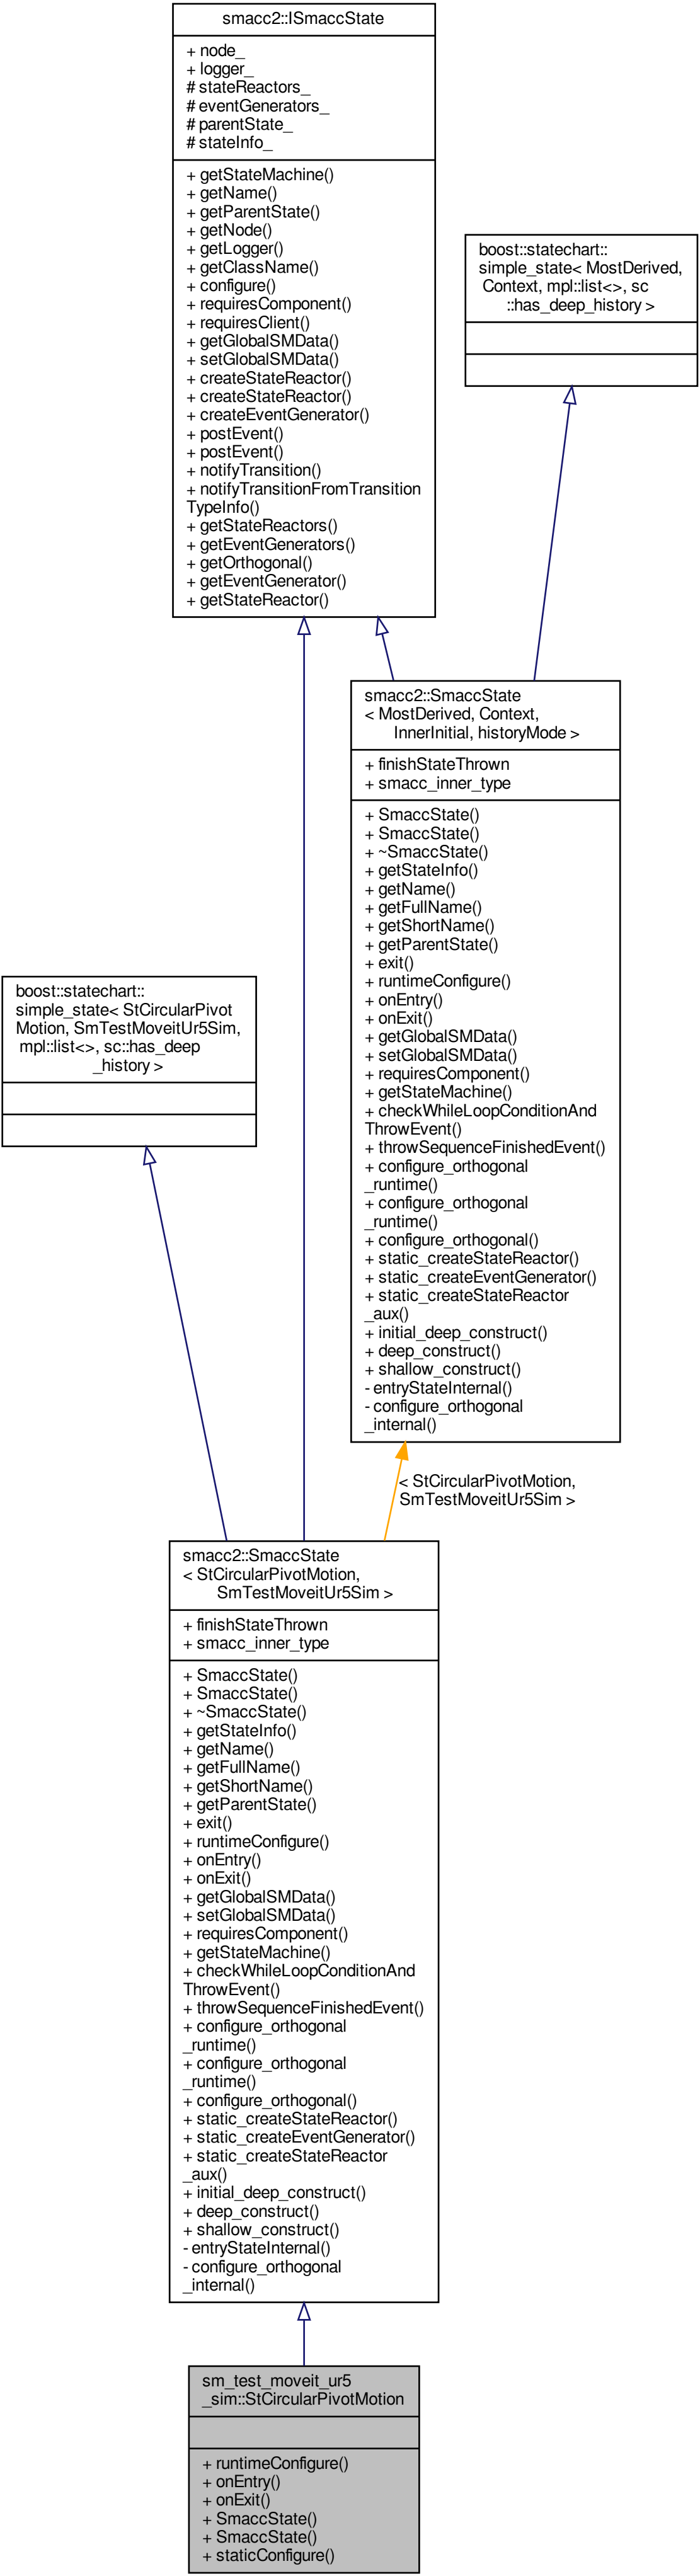 smacc2::ISmaccState
+ node_
+ logger_
# stateReactors_
# eventGenerators_
# parentState_
# stateInfo_
+ getStateMachine()
+ getName()
+ getParentState()
+ getNode()
+ getLogger()
+ getClassName()
+ configure()
+ requiresComponent()
+ requiresClient()
+ getGlobalSMData()
+ setGlobalSMData()
+ createStateReactor()
+ createStateReactor()
+ createEventGenerator()
+ postEvent()
+ postEvent()
+ notifyTransition()
+ notifyTransitionFromTransition
TypeInfo()
+ getStateReactors()
+ getEventGenerators()
+ getOrthogonal()
+ getEventGenerator()
+ getStateReactor()
boost::statechart::
simple_state< MostDerived,
Context, mpl::list<>, sc
::has_deep_history >
smacc2::SmaccState
< MostDerived, Context,
InnerInitial, historyMode >
+ finishStateThrown
+ smacc_inner_type
+ SmaccState()
+ SmaccState()
+ ~SmaccState()
+ getStateInfo()
+ getName()
+ getFullName()
+ getShortName()
+ getParentState()
+ exit()
+ runtimeConfigure()
+ onEntry()
+ onExit()
+ getGlobalSMData()
+ setGlobalSMData()
+ requiresComponent()
+ getStateMachine()
+ checkWhileLoopConditionAnd
ThrowEvent()
+ throwSequenceFinishedEvent()
+ configure_orthogonal
_runtime()
+ configure_orthogonal
_runtime()
+ configure_orthogonal()
+ static_createStateReactor()
+ static_createEventGenerator()
+ static_createStateReactor
_aux()
+ initial_deep_construct()
+ deep_construct()
+ shallow_construct()
- entryStateInternal()
- configure_orthogonal
_internal()
boost::statechart::
simple_state< StCircularPivot
Motion, SmTestMoveitUr5Sim,
mpl::list<>, sc::has_deep
_history >
< StCircularPivotMotion,
SmTestMoveitUr5Sim >
smacc2::SmaccState
< StCircularPivotMotion,
SmTestMoveitUr5Sim >
+ finishStateThrown
+ smacc_inner_type
+ SmaccState()
+ SmaccState()
+ ~SmaccState()
+ getStateInfo()
+ getName()
+ getFullName()
+ getShortName()
+ getParentState()
+ exit()
+ runtimeConfigure()
+ onEntry()
+ onExit()
+ getGlobalSMData()
+ setGlobalSMData()
+ requiresComponent()
+ getStateMachine()
+ checkWhileLoopConditionAnd
ThrowEvent()
+ throwSequenceFinishedEvent()
+ configure_orthogonal
_runtime()
+ configure_orthogonal
_runtime()
+ configure_orthogonal()
+ static_createStateReactor()
+ static_createEventGenerator()
+ static_createStateReactor
_aux()
+ initial_deep_construct()
+ deep_construct()
+ shallow_construct()
- entryStateInternal()
- configure_orthogonal
_internal()
sm_test_moveit_ur5
_sim::StCircularPivotMotion
+ runtimeConfigure()
+ onEntry()
+ onExit()
+ SmaccState()
+ SmaccState()
+ staticConfigure()